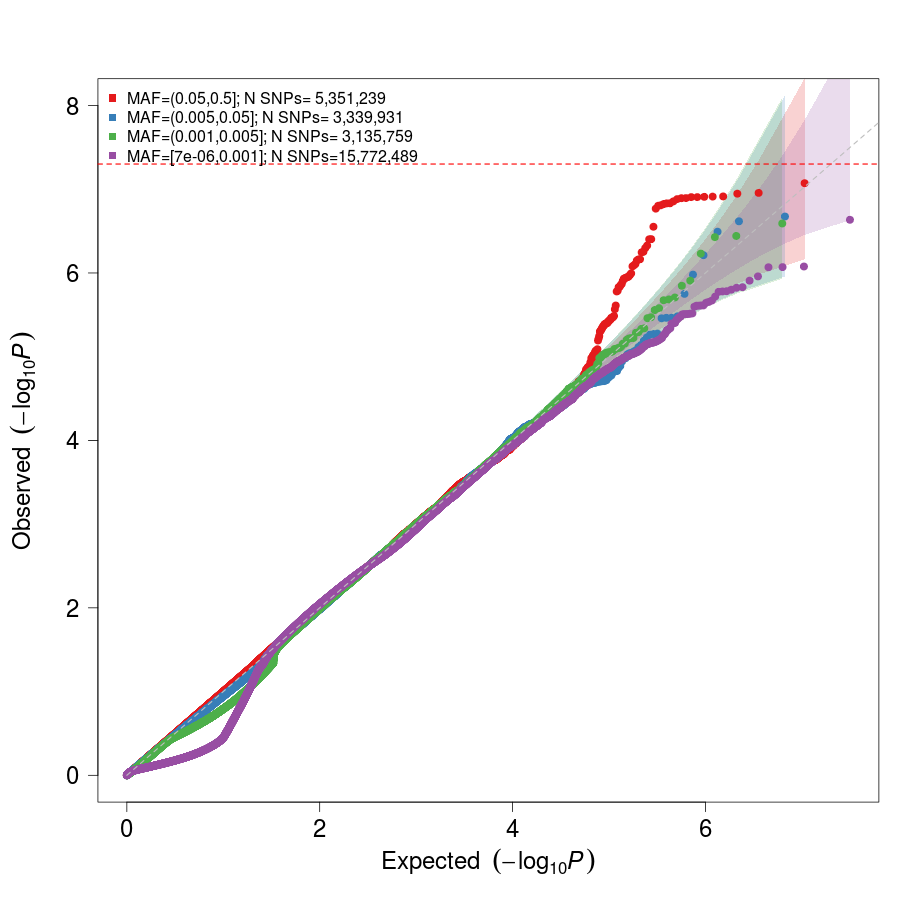 MAF=(0.05,0.5]; N SNPs= 5,351,239
MAF=(0.005,0.05]; N SNPs= 3,339,931
MAF=(0.001,0.005]; N SNPs= 3,135,759
MAF=[7e-06,0.001]; N SNPs=15,772,489
8
6
4
2
0
Observed (−log10P)
0 2 4 6
Expected (−log10P)